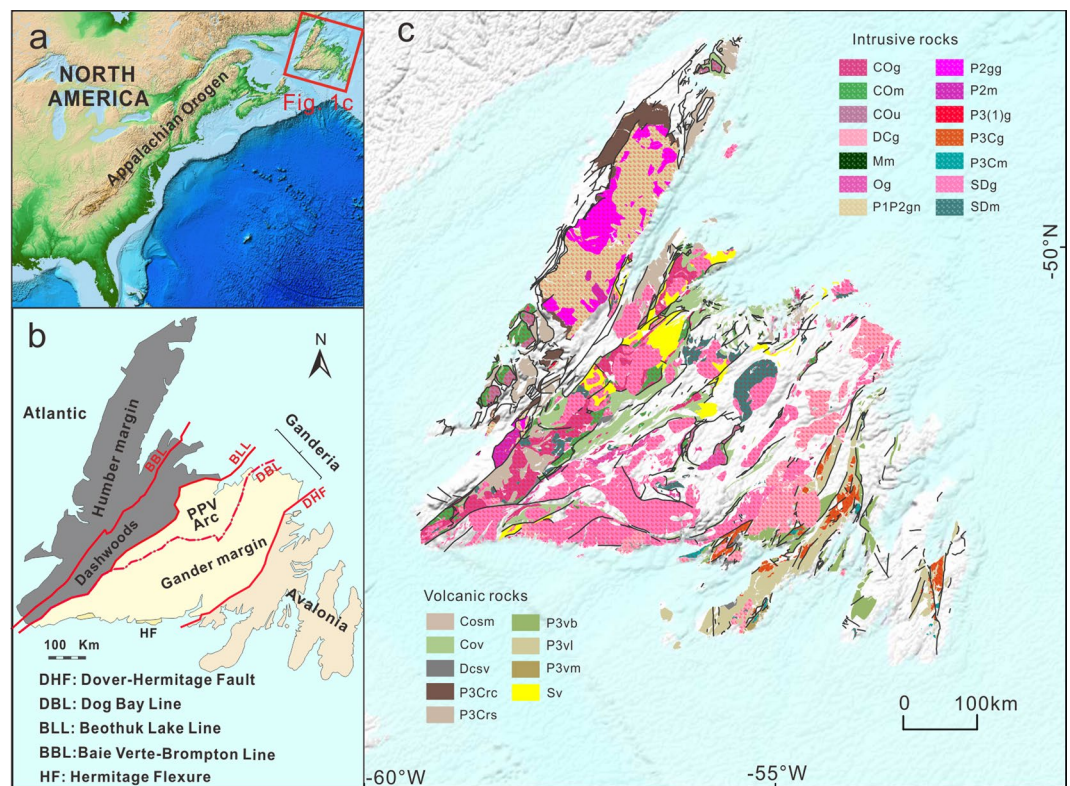 a
NORTH
AMERICA
Appalachian Orogen
Fig. 1c
b
N
Atlantic
Humber margin
BBL
Ganderia
BLL
DBL
DHF
PPV
Arc
Dashwoods
Gander margin
Avalonia
HF
100 Km
DHF: Dover-Hermitage Fault
DBL: Dog Bay Line
BLL: Beothuk Lake Line
BBL:Baie Verte-Brompton Line
HF: Hermitage Flexure
c
Intrusive rocks
COg
COm
COu
DCg
Mm
Og
P1P2gn
P2gg
P2m
P3(1)g
P3Cg
P3Cm
SDg
SDm
-50°N
Volcanic rocks
Cosm
Cov
Dcsv
P3Crc
P3Crs
P3vb
P3vl
P3vm
Sv
0 100km
-60°W
-55°W